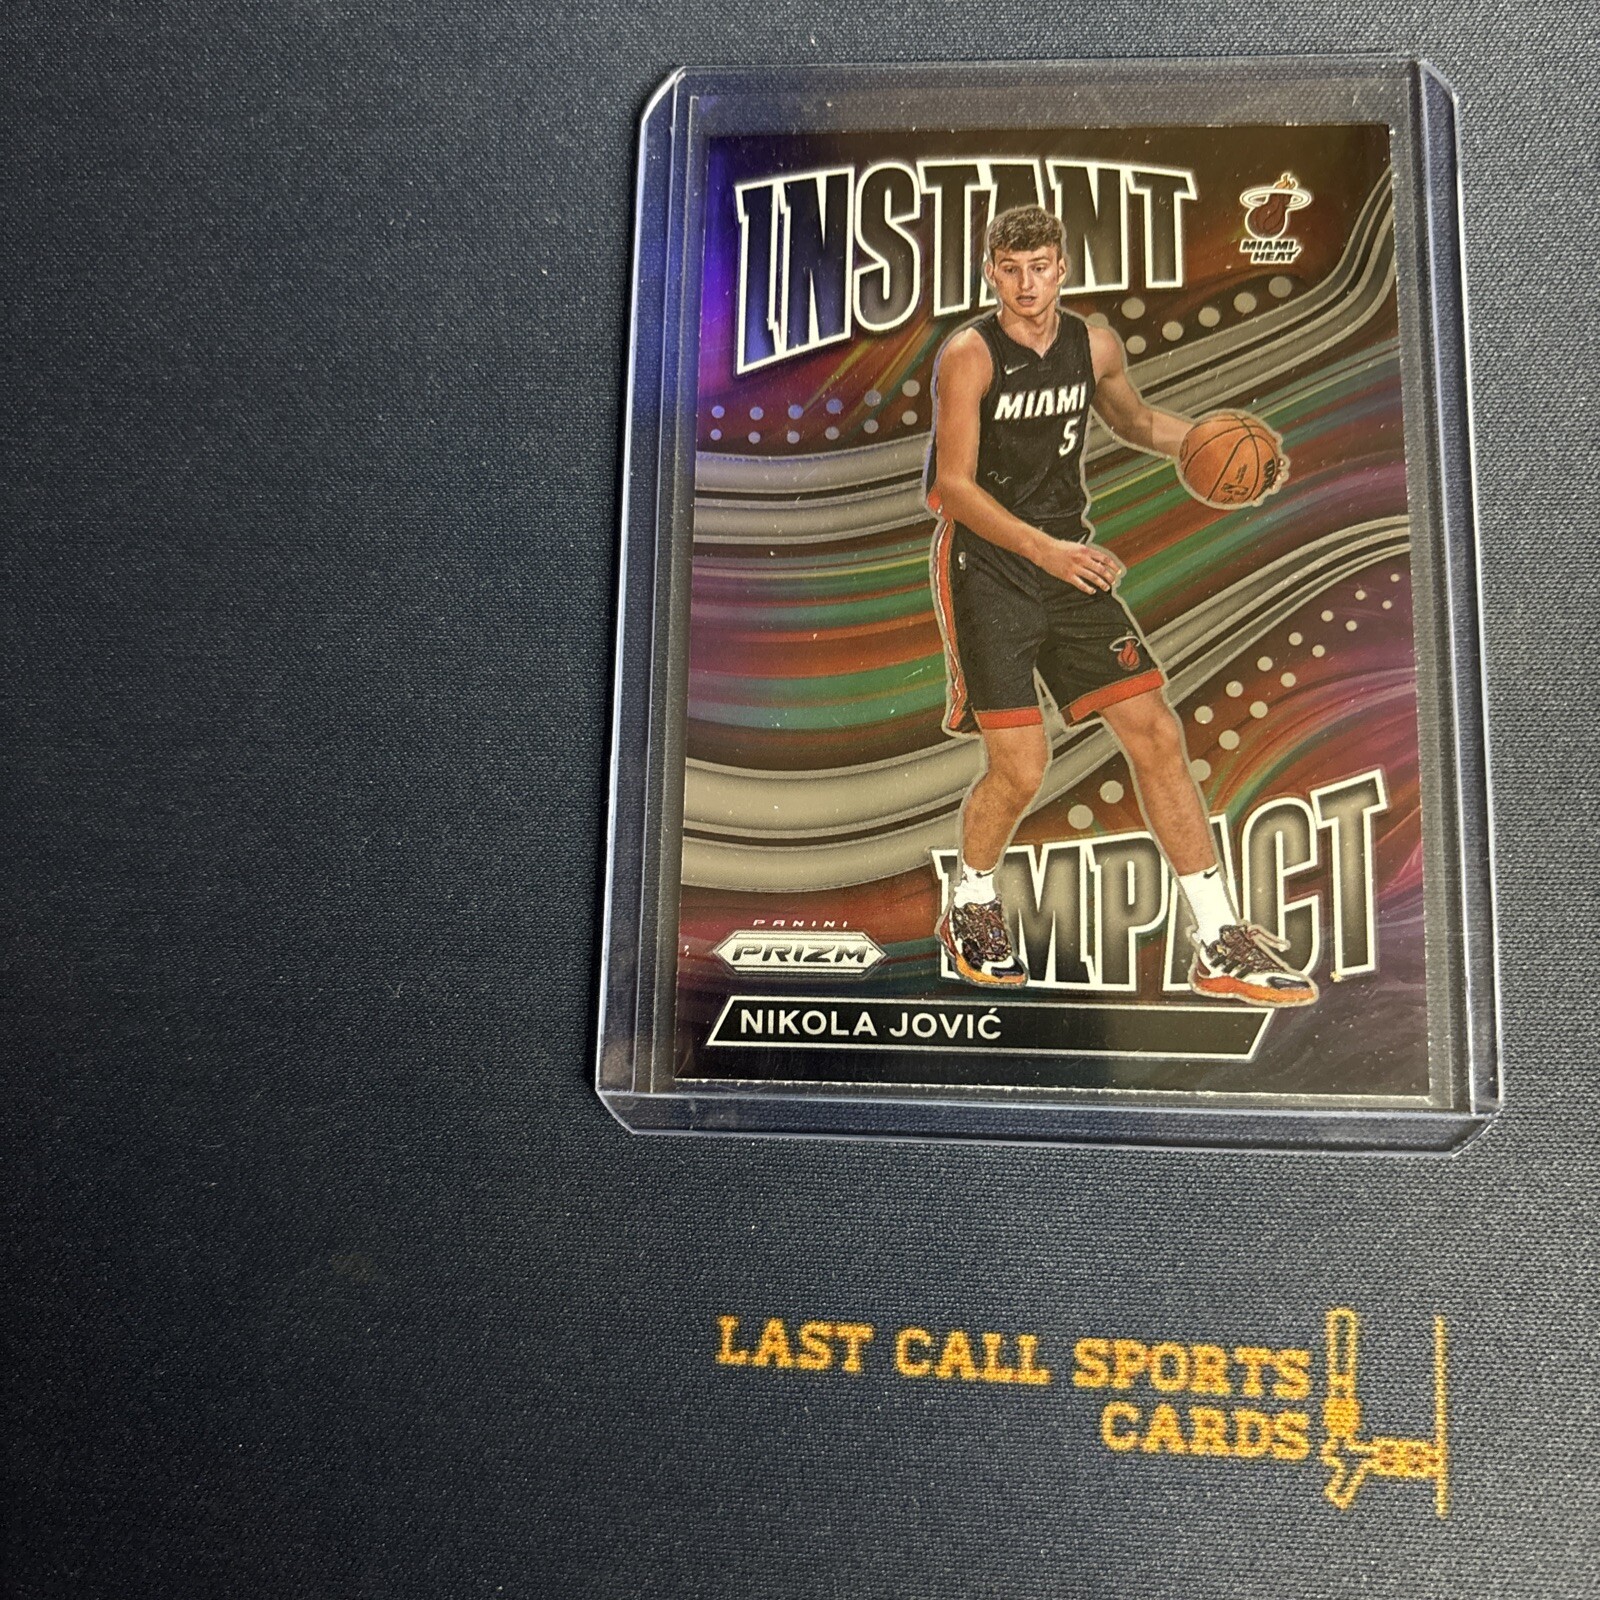 INSTANT
MIAMI
HEAT
MIAMI
5
IMPACT
PANINI
PRIZM
NIKOLA JOVIĆ
LAST CALL SPORTS
CARDS